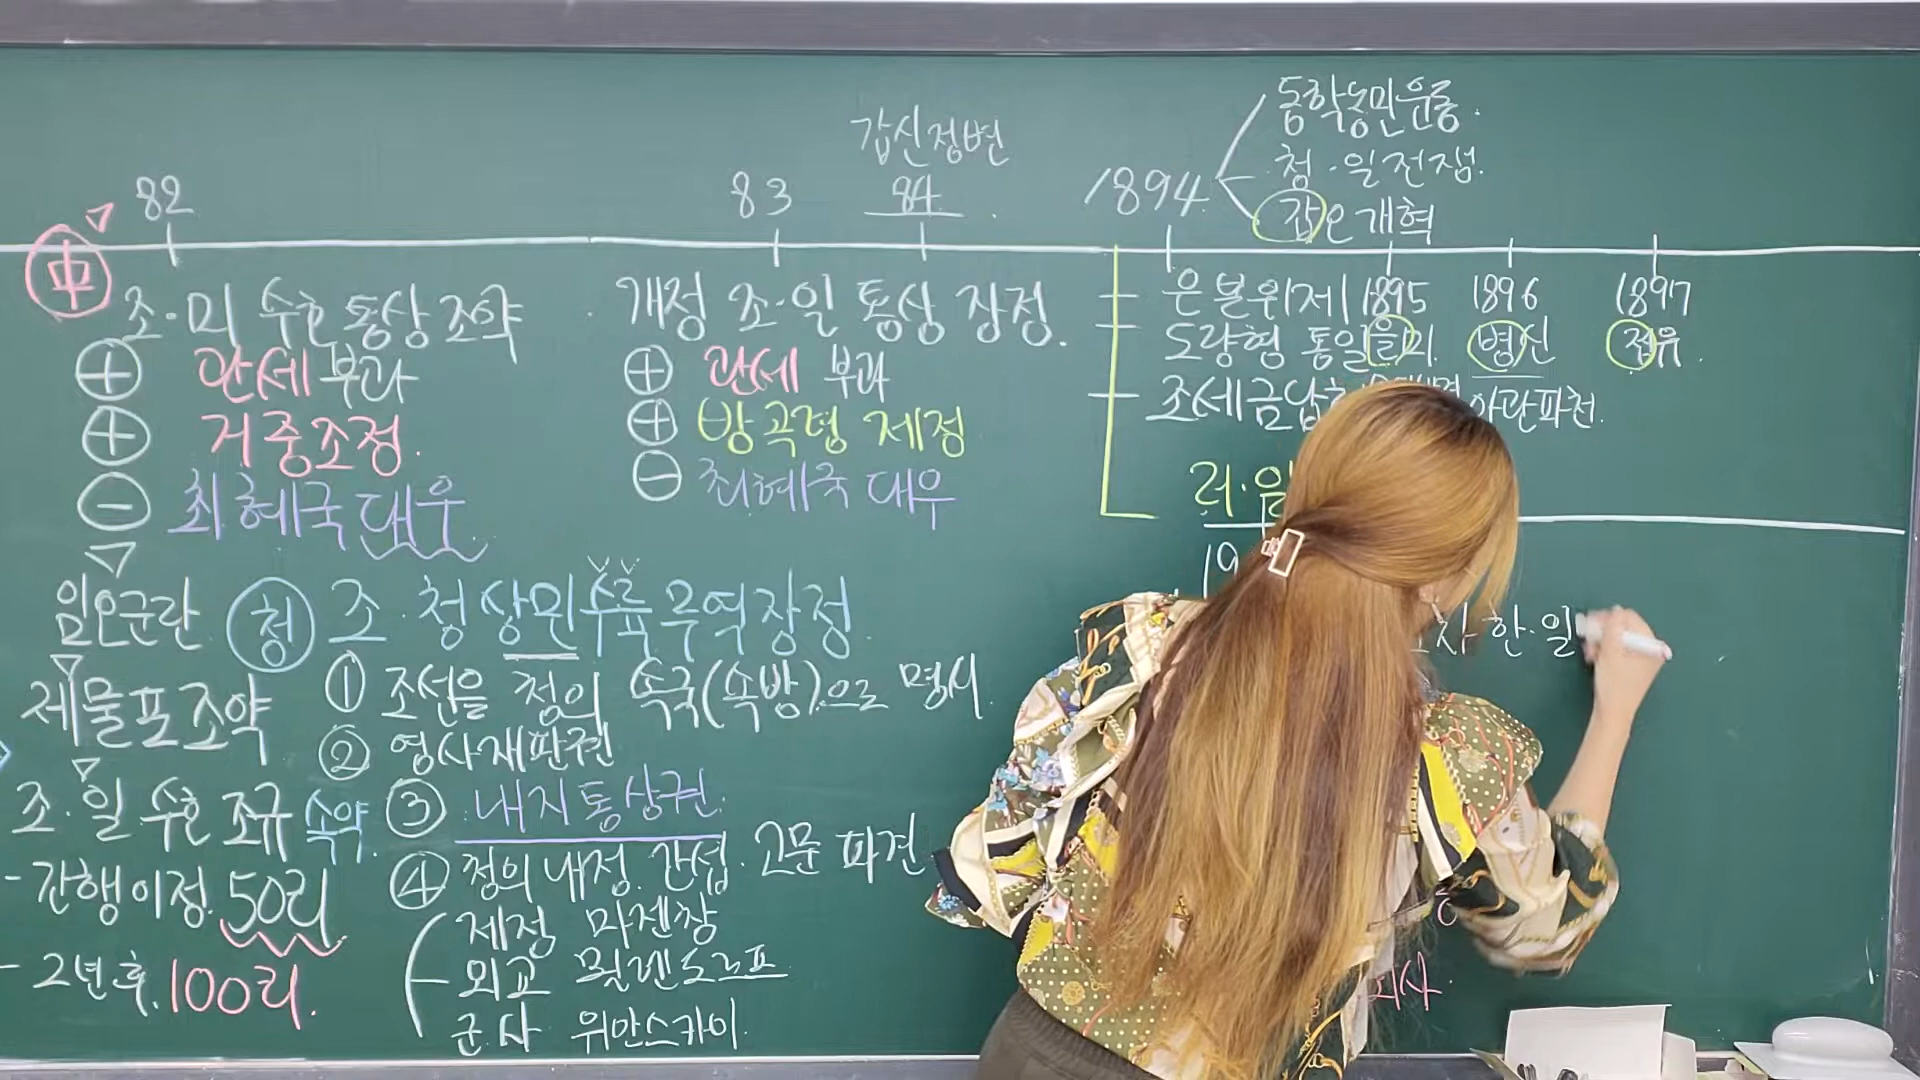 82
中
조·미 수호 통상 조약
⊕ 관세 부과
⊕ 거중조정.
⊖ 최혜국 대우
임오군란
제물포조약
조·일 수호 조규 속약.
- 간행이정 50리
- 2년 후. 100리.
청 조·청 상민수륙무역장정
① 조선을 청의 속국(속방)으로 명시.
② 영사재판권
③ 내지통상권.
④ 청의 내정 간섭. 고문 파견
재정 마젠창
외교 묄렌도르프
군사 위안스카이.
83
갑신정변
84
개정 조·일 통상 장정.
⊕ 관세 부과
⊕ 방곡령 제정
⊖ 최혜국 대우
1894
동학농민운동.
청·일전쟁.
갑오개혁
은본위제
도량형 통일
조세금납
1895
을미
1896
병신
아관파천.
1897
정유.
러·일
19
한·일